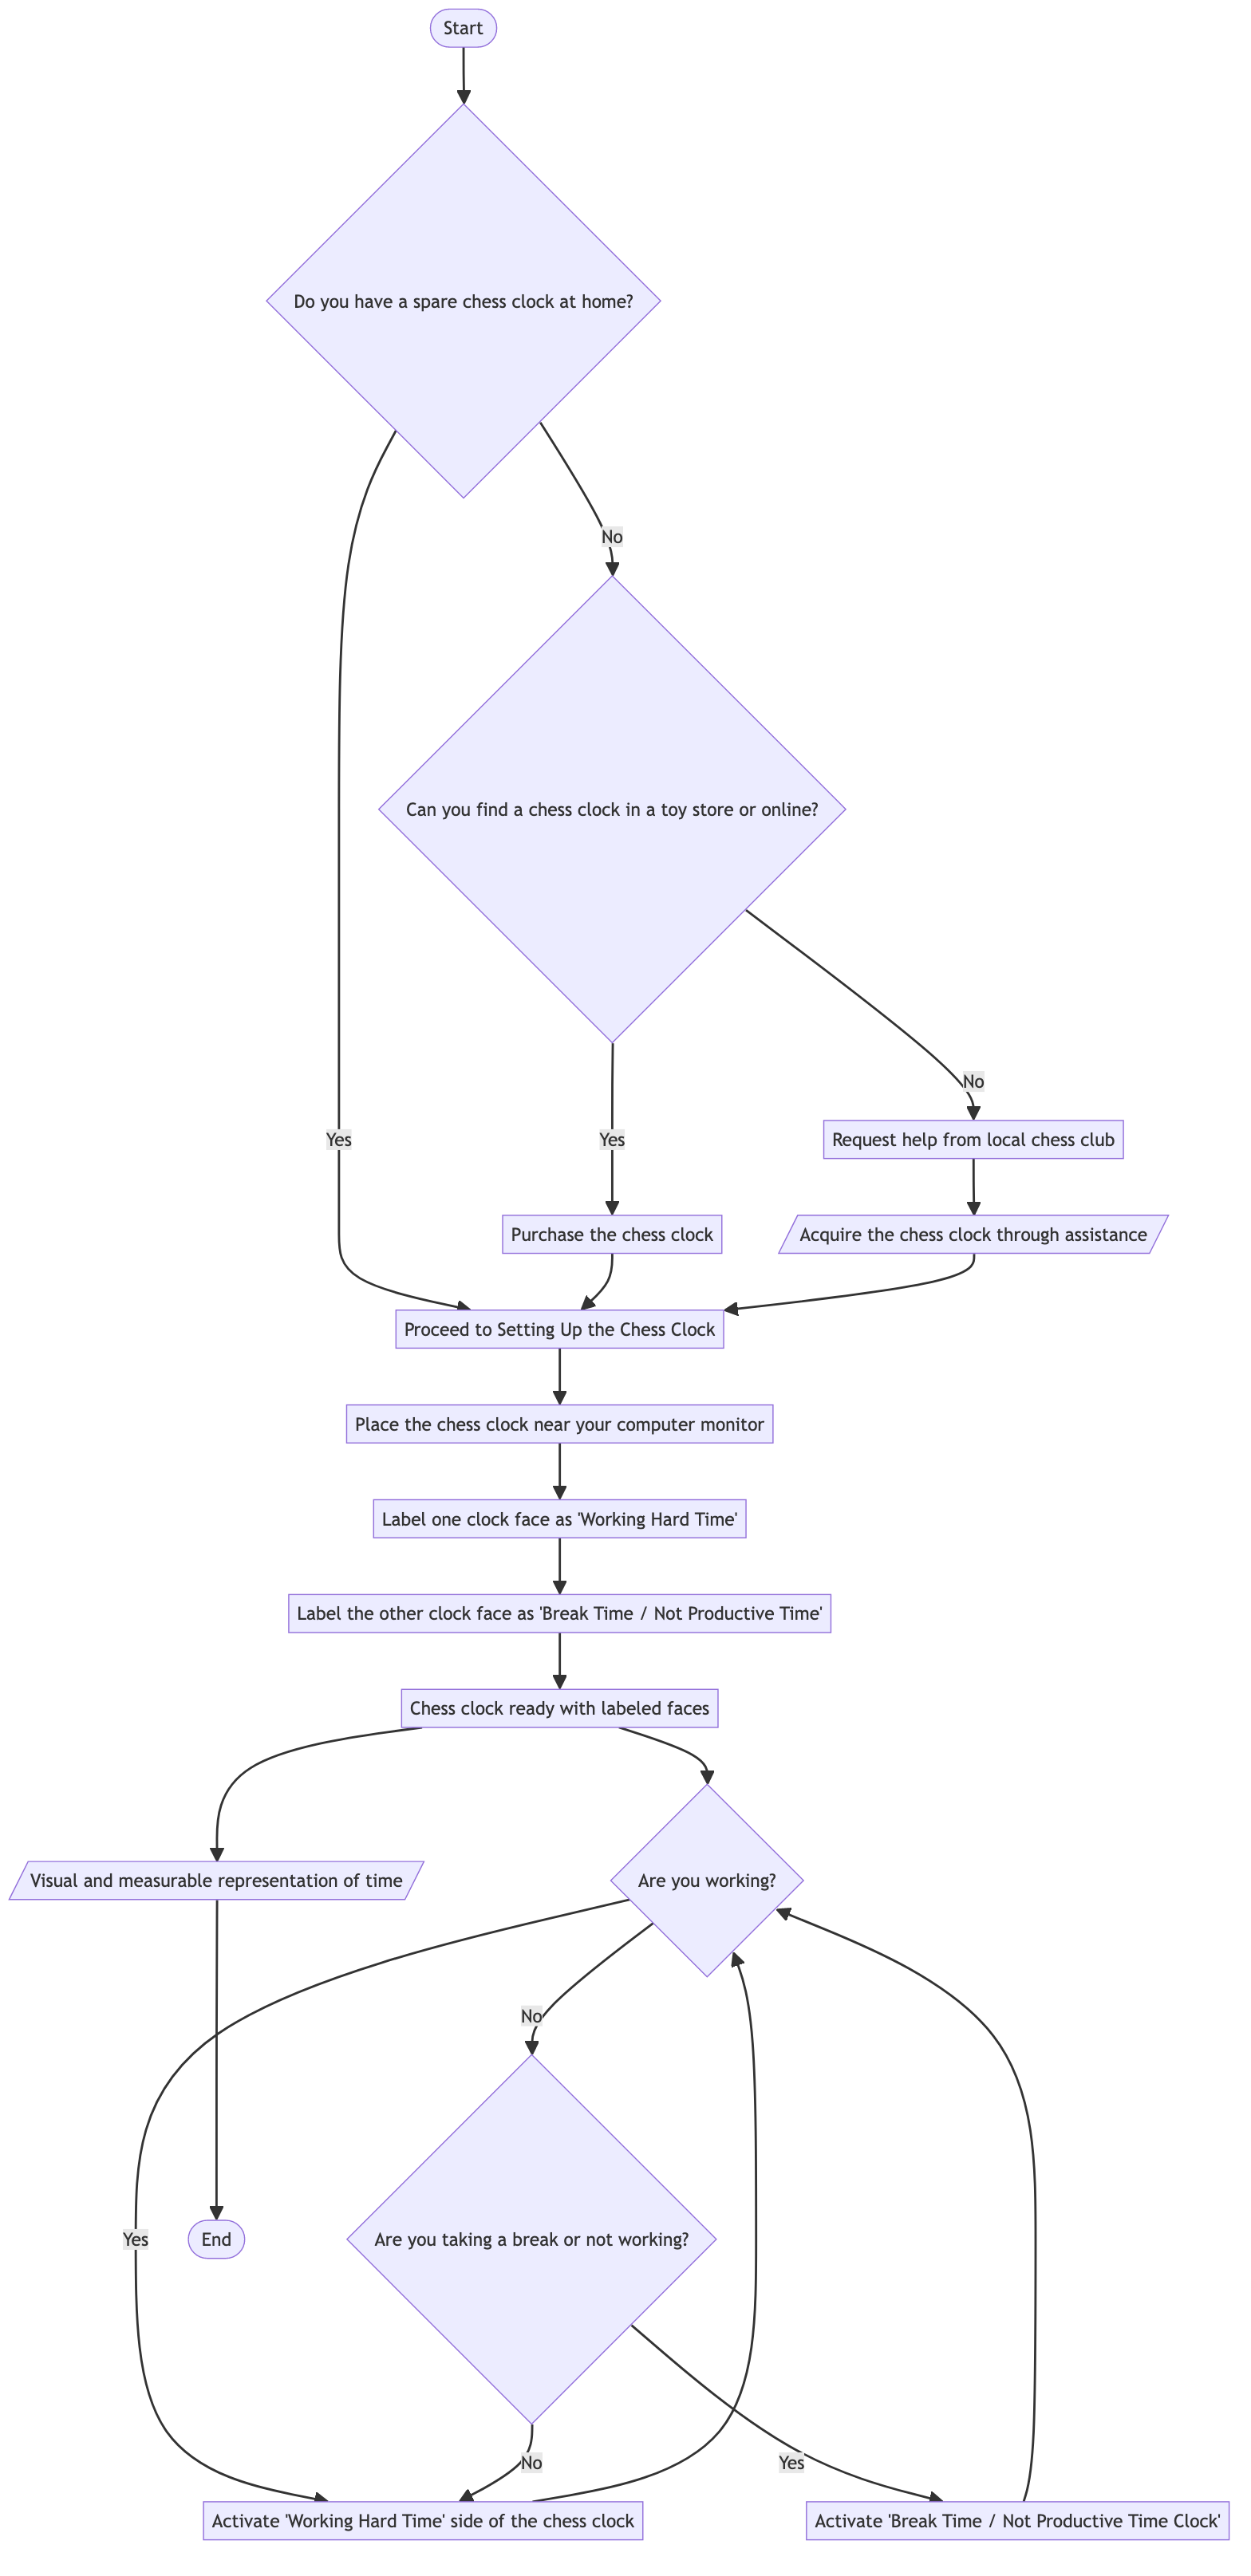 Start
Do you have a spare chess clock at home?
No
Can you find a chess clock in a toy store or online?
No
Yes
Yes
Request help from local chess club
Purchase the chess clock
Acquire the chess clock through assistance
Proceed to Setting Up the Chess Clock
Place the chess clock near your computer monitor
Label one clock face as 'Working Hard Time'
Label the other clock face as 'Break Time / Not Productive Time'
Chess clock ready with labeled faces
Visual and measurable representation of time
Are you working?
No
Yes
End
Are you taking a break or not working?
No
Yes
Activate 'Working Hard Time' side of the chess clock
Activate 'Break Time / Not Productive Time Clock'